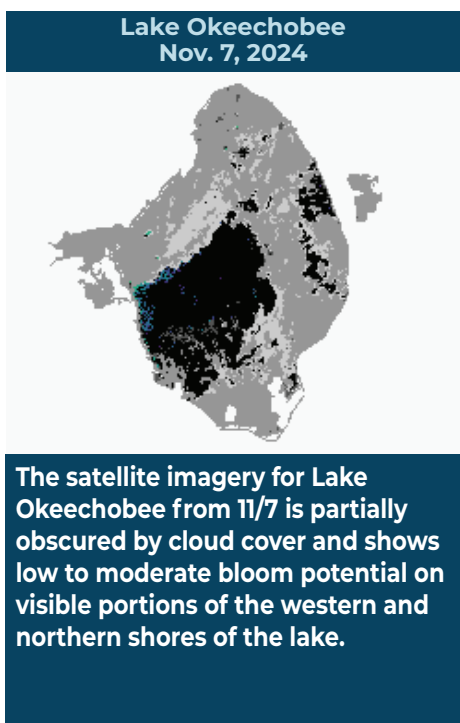 Lake Okeechobee
Nov. 7, 2024
The satellite imagery for Lake
Okeechobee from 11/7 is partially
obscured by cloud cover and shows
low to moderate bloom potential on
visible portions of the western and
northern shores of the lake.